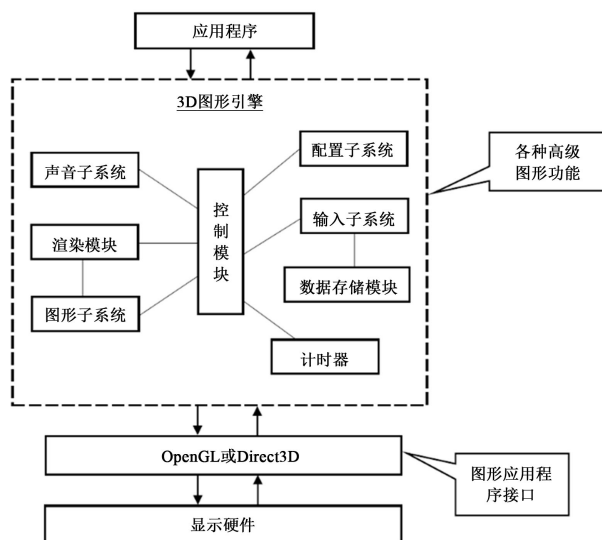 应用程序
3D图形引擎
声音子系统
配置子系统
各种高级
图形功能
控
制
模
块
渲染模块
输入子系统
图形子系统
数据存储模块
计时器
OpenGL或Direct3D
图形应用程
序接口
显示硬件